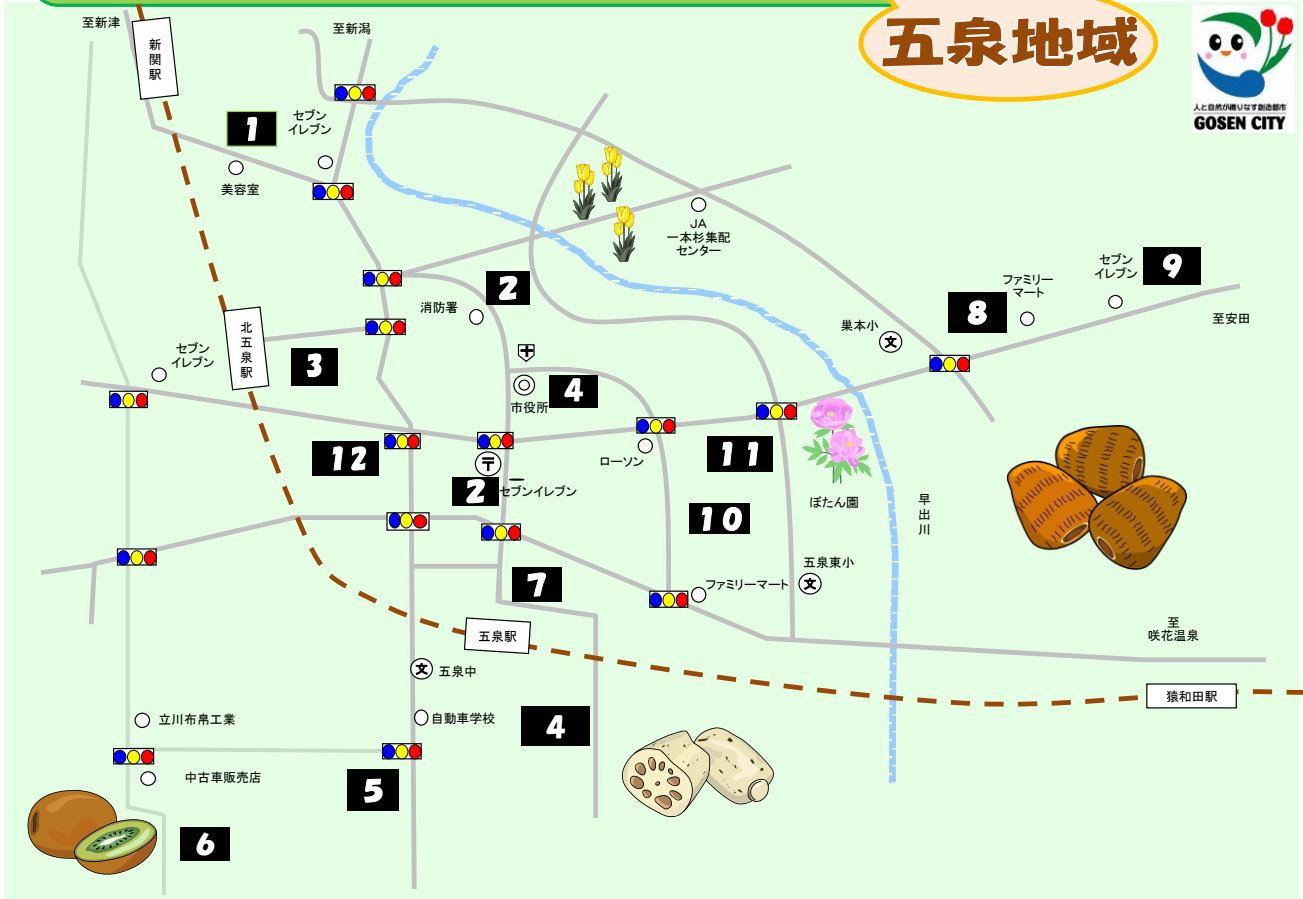 五泉地域
人と自然が織りなす創造都市
GOSEN CITY
至新津
至新潟
新関駅
1
セブン
イレブン
美容室
JA
一本杉集配
センター
2
消防署
セブン
イレブン
9
ファミリー
マート
8
至安田
巣本小
文
北五泉駅
セブン
イレブン
3
市役所
4
12
〒
2
セブンイレブン
ローソン
11
10
ぼたん園
早出川
7
ファミリーマート
五泉東小
文
至
咲花温泉
五泉駅
文
五泉中
猿和田駅
立川布帛工業
自動車学校
4
中古車販売店
5
6